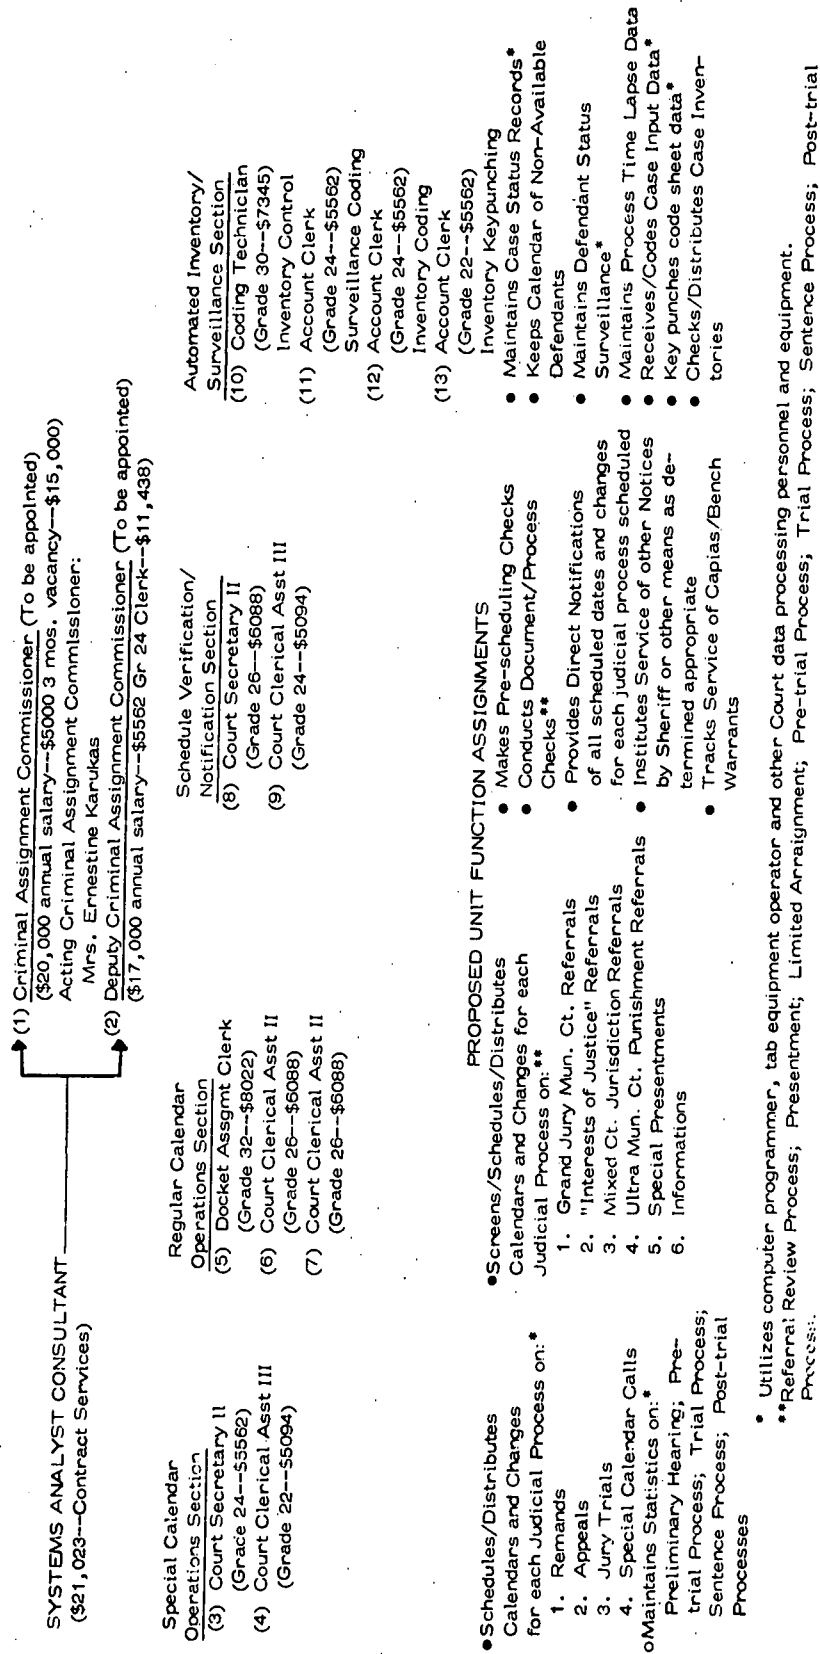 (1) Criminal Assignment Commissioner (To be appointed)
($20,000 annual salary---$5000 3 mos. vacancy--$15,000)
Acting Criminal Assignment Commissioner:
Mrs. Ernestine Karukas
SYSTEMS ANALYST CONSULTANT
($21,023---Contract Services)
(2) Deputy Criminal Assignment Commissioner (To be appointed)
($17,000 annual salary--$5562 Gr 24 Clerk--$11,438)
Special Calendar
Operations Section
(3) Court Secretary II
(Grade 24--$5562)
(4) Court Clerical Asst III
(Grade 22--$5094)
Regular Calendar
Operations Section
(5) Docket Assgmt Clerk
(Grade 32--$8022)
(6) Court Clerical Asst II
(Grade 26--$6088)
(7) Court Clerical Asst II
(Grade 26--$6088)
Schedule Verification/
Notification Section
(8) Court Secretary II
(Grade 26--$6088)
(9) Court Clerical Asst III
(Grade 24--$5094)
Automated Inventory/
Surveillance Section
(10) Coding Technician
(Grade 30--$7345)
Inventory Control
(11) Account Clerk
(Grade 24--$5562)
Surveillance Coding
(12) Account Clerk
(Grade 24--$5562)
Inventory Coding
(13) Account Clerk
(Grade 22--$5562)
Inventory Keypunching
PROPOSED UNIT FUNCTION ASSIGNMENTS
●Schedules/Distributes
Calendars and Changes
for each Judicial Process on:*
1. Remands
2. Appeals
3. Jury Trials
4. Special Calendar Calls
oMaintains Statistics on:*
Preliminary Hearing; Pre-
trial Process; Trial Process;
Sentence Process; Post-trial
Processes
●Screens/Schedules/Distributes
Calendars and Changes for each
Judicial Process on:**
1. Grand Jury Mun. Ct. Referrals
2. "Interests of Justice" Referrals
3. Mixed Ct. Jurisdiction Referrals
4. Ultra Mun. Ct. Punishment Referrals
5. Special Presentments
6. Informations
● Makes Pre-scheduling Checks
● Conducts Document/Process
Checks**
● Provides Direct Notifications
of all scheduled dates and changes
for each judicial process scheduled
● Institutes Service of other Notices
by Sheriff or other means as de-
termined appropriate
● Tracks Service of Capias/Bench
Warrants
● Maintains Case Status Records*
● Keeps Calendar of Non-Available
Defendants
● Maintains Defendant Status
Surveillance*
● Maintains Process Time Lapse Data
● Receives/Codes Case Input Data*
● Key punches code sheet data*
● Checks/Distributes Case Inven-
tories
* Utilizes computer programmer, tab equipment operator and other Court data processing personnel and equipment.
**Referral Review Process; Presentment; Limited Arraignment; Pre-trial Process; Trial Process; Sentence Process; Post-trial
Process.